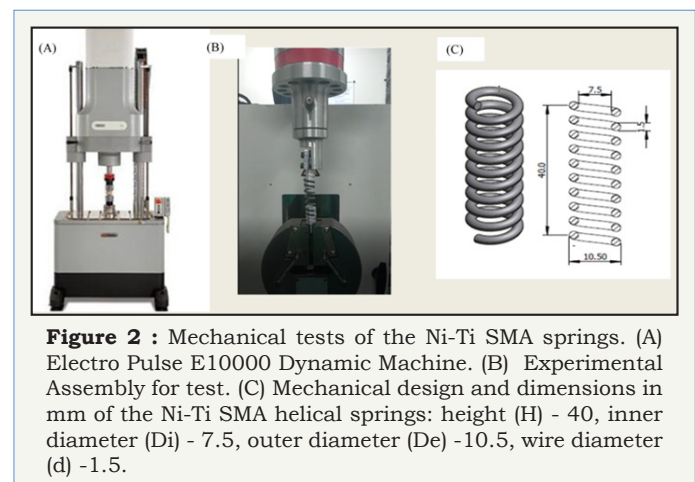 (A)
(B)
(C)
7.5
1.5
40.0
10.50
Figure 2 : Mechanical tests of the Ni-Ti SMA springs. (A)
Electro Pulse E10000 Dynamic Machine. (B) Experimental
Assembly for test. (C) Mechanical design and dimensions in
mm of the Ni-Ti SMA helical springs: height (H) - 40, inner
diameter (Di) - 7.5, outer diameter (De) -10.5, wire diameter
(d) -1.5.